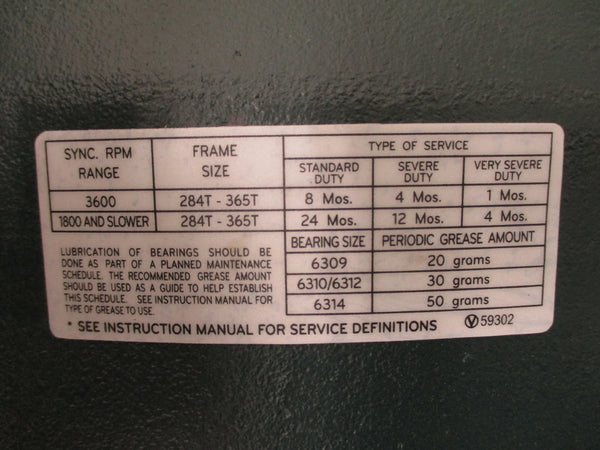 SYNC. RPM RANGE FRAME SIZE TYPE OF SERVICE
STANDARD DUTY SEVERE DUTY VERY SEVERE DUTY
3600 284T - 365T 8 Mos. 4 Mos. 1 Mos.
1800 AND SLOWER 284T - 365T 24 Mos. 12 Mos. 4 Mos.
BEARING SIZE PERIODIC GREASE AMOUNT
6309 20 grams
6310/6312 30 grams
6314 50 grams
LUBRICATION OF BEARINGS SHOULD BE
DONE AS PART OF A PLANNED MAINTENANCE
SCHEDULE. THE RECOMMENDED GREASE AMOUNT
SHOULD BE USED AS A GUIDE TO HELP ESTABLISH
THIS SCHEDULE. SEE INSTRUCTION MANUAL FOR
TYPE OF GREASE TO USE.
* SEE INSTRUCTION MANUAL FOR SERVICE DEFINITIONS
Ⓥ 59302